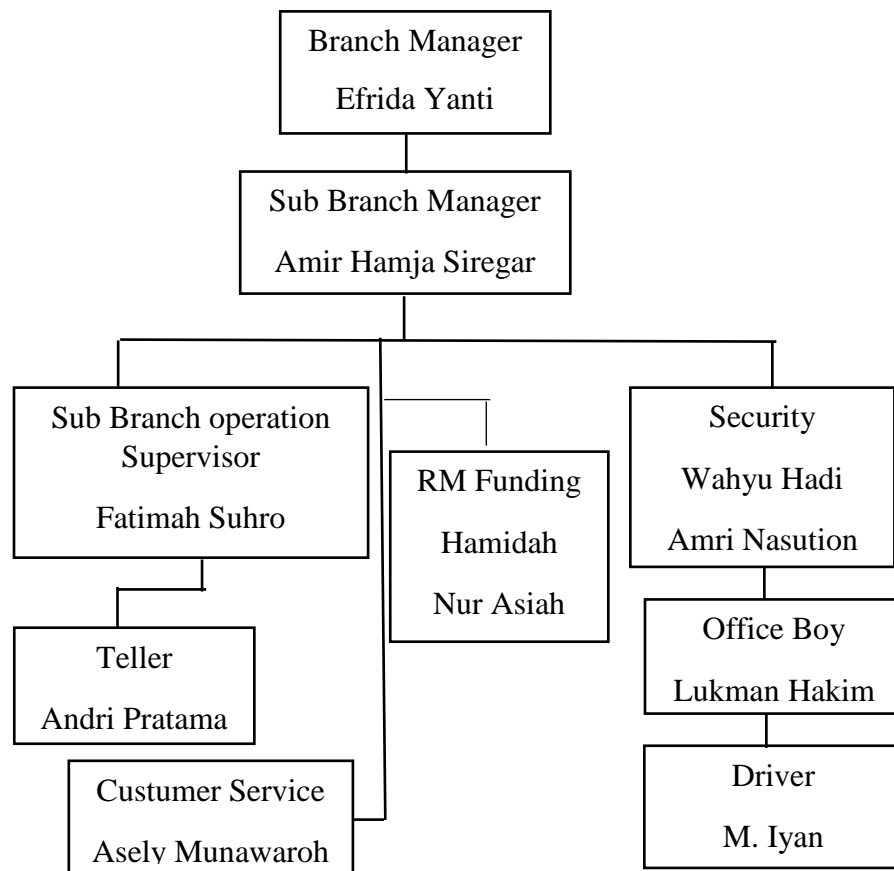 Branch Manager
Efrida Yanti
Sub Branch Manager
Amir Hamja Siregar
Sub Branch operation
Supervisor
Fatimah Suhro
RM Funding
Hamidah
Nur Asiah
Security
Wahyu Hadi
Amri Nasution
Teller
Andri Pratama
Office Boy
Lukman Hakim
Custumer Service
Asely Munawaroh
Driver
M. Iyan